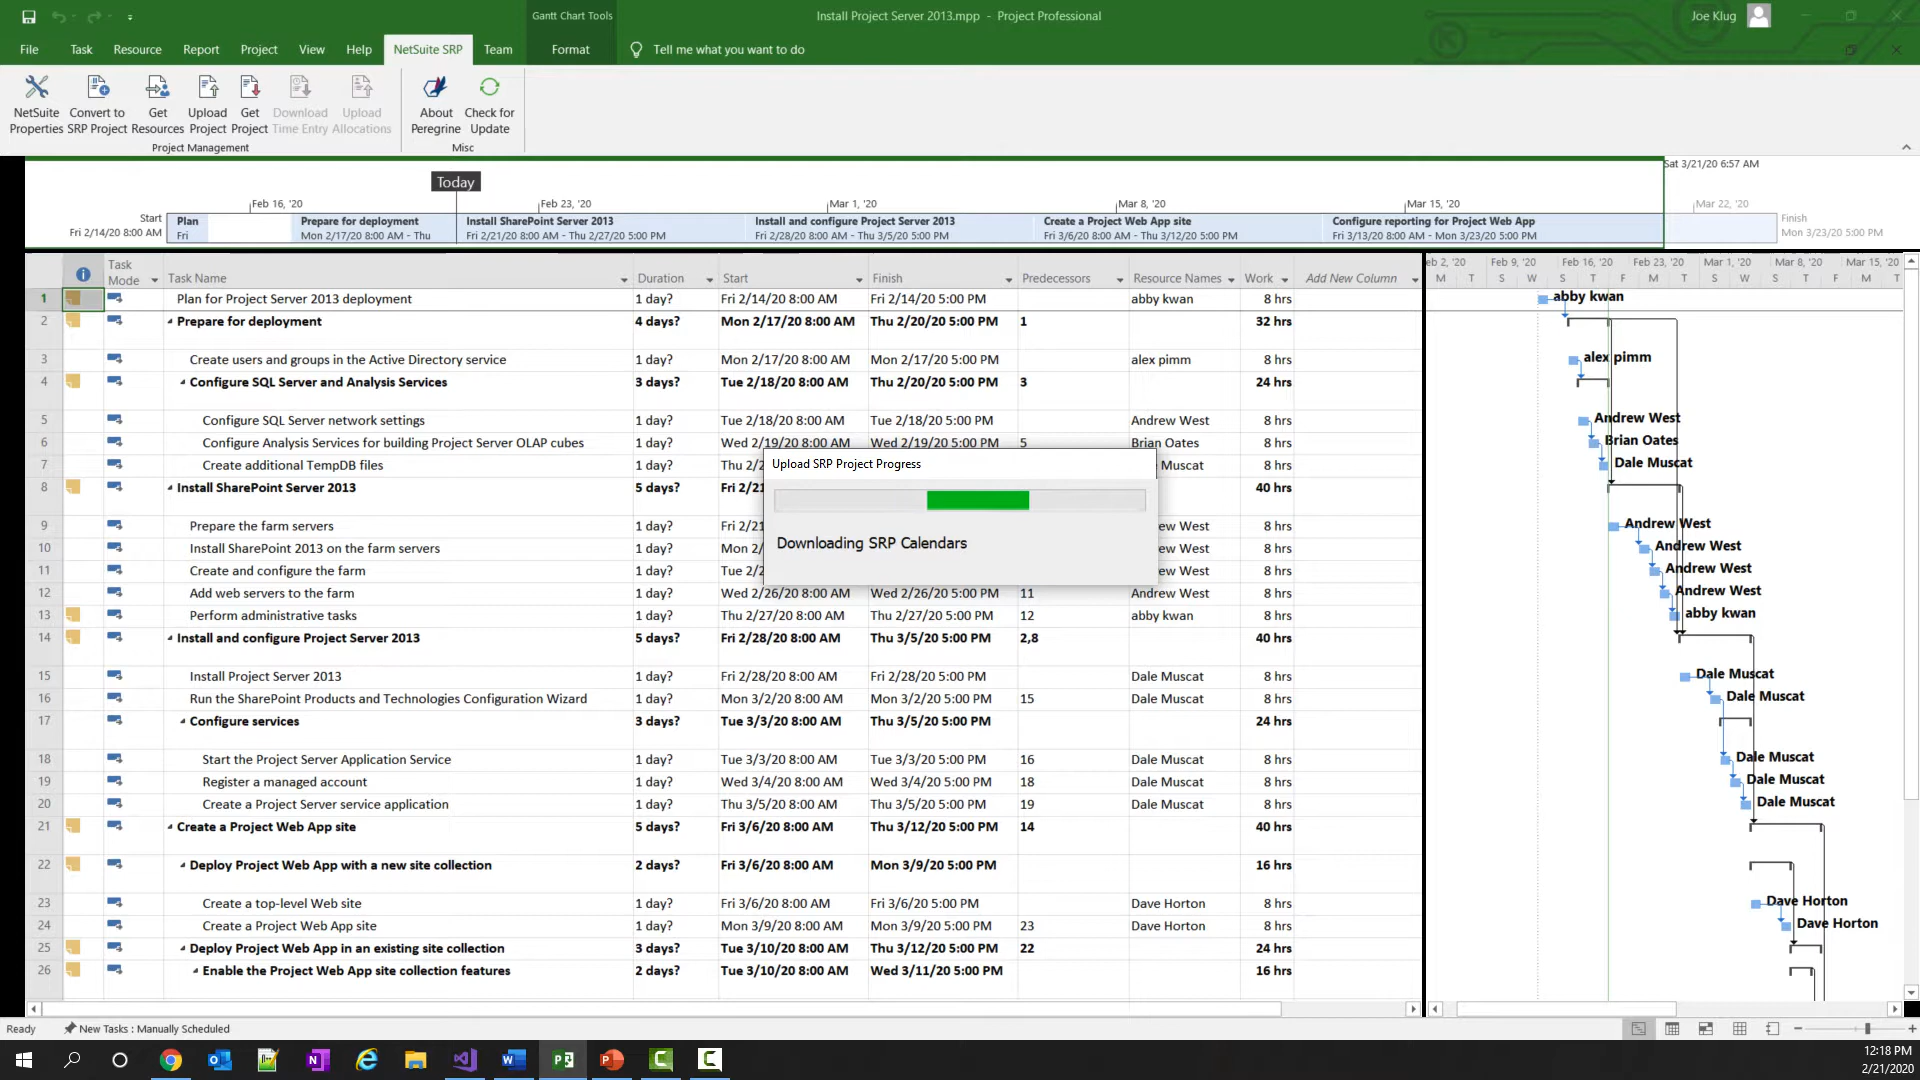 Gantt Chart Tools
Install Project Server 2013.mpp - Project Professional
Joe Klug
File Task Resource Report Project View Help NetSuite SRP Team Format Tell me what you want to do
NetSuite Properties
Convert to SRP Project
Get Resources
Upload Project
Get Project
Download Time Entry
Upload Allocations
About Peregrine
Check for Update
Project Management
Misc
Sat 3/21/20 6:57 AM
Today
Feb 16, '20 Feb 23, '20 Mar 1, '20 Mar 8, '20 Mar 15, '20 Mar 22, '20
Start
Fri 2/14/20 8:00 AM
Plan
Fri
Prepare for deployment
Mon 2/17/20 8:00 AM - Thu
Install SharePoint Server 2013
Fri 2/21/20 8:00 AM - Thu 2/27/20 5:00 PM
Install and configure Project Server 2013
Fri 2/28/20 8:00 AM - Thu 3/5/20 5:00 PM
Create a Project Web App site
Fri 3/6/20 8:00 AM - Thu 3/12/20 5:00 PM
Configure reporting for Project Web App
Fri 3/13/20 8:00 AM - Mon 3/23/20 5:00 PM
Finish
Mon 3/23/20 5:00 PM
Task Mode Task Name Duration Start Finish Predecessors Resource Names Work Add New Column
1 Plan for Project Server 2013 deployment 1 day? Fri 2/14/20 8:00 AM Fri 2/14/20 5:00 PM abby kwan 8 hrs
2 Prepare for deployment 4 days? Mon 2/17/20 8:00 AM Thu 2/20/20 5:00 PM 1 32 hrs
3 Create users and groups in the Active Directory service 1 day? Mon 2/17/20 8:00 AM Mon 2/17/20 5:00 PM alex pimm 8 hrs
4 Configure SQL Server and Analysis Services 3 days? Tue 2/18/20 8:00 AM Thu 2/20/20 5:00 PM 3 24 hrs
5 Configure SQL Server network settings 1 day? Tue 2/18/20 8:00 AM Tue 2/18/20 5:00 PM Andrew West 8 hrs
6 Configure Analysis Services for building Project Server OLAP cubes 1 day? Wed 2/19/20 8:00 AM Wed 2/19/20 5:00 PM 5 Brian Oates 8 hrs
7 Create additional TempDB files 1 day? Thu 2/2 Muscat 8 hrs
8 Install SharePoint Server 2013 5 days? Fri 2/21 40 hrs
9 Prepare the farm servers 1 day? Fri 2/21 ew West 8 hrs
10 Install SharePoint 2013 on the farm servers 1 day? Mon 2/ ew West 8 hrs
11 Create and configure the farm 1 day? Tue 2/2 ew West 8 hrs
12 Add web servers to the farm 1 day? Wed 2/26/20 8:00 AM Wed 2/26/20 5:00 PM 11 Andrew West 8 hrs
13 Perform administrative tasks 1 day? Thu 2/27/20 8:00 AM Thu 2/27/20 5:00 PM 12 abby kwan 8 hrs
14 Install and configure Project Server 2013 5 days? Fri 2/28/20 8:00 AM Thu 3/5/20 5:00 PM 2,8 40 hrs
15 Install Project Server 2013 1 day? Fri 2/28/20 8:00 AM Fri 2/28/20 5:00 PM Dale Muscat 8 hrs
16 Run the SharePoint Products and Technologies Configuration Wizard 1 day? Mon 3/2/20 8:00 AM Mon 3/2/20 5:00 PM 15 Dale Muscat 8 hrs
17 Configure services 3 days? Tue 3/3/20 8:00 AM Thu 3/5/20 5:00 PM 24 hrs
18 Start the Project Server Application Service 1 day? Tue 3/3/20 8:00 AM Tue 3/3/20 5:00 PM 16 Dale Muscat 8 hrs
19 Register a managed account 1 day? Wed 3/4/20 8:00 AM Wed 3/4/20 5:00 PM 18 Dale Muscat 8 hrs
20 Create a Project Server service application 1 day? Thu 3/5/20 8:00 AM Thu 3/5/20 5:00 PM 19 Dale Muscat 8 hrs
21 Create a Project Web App site 5 days? Fri 3/6/20 8:00 AM Thu 3/12/20 5:00 PM 14 40 hrs
22 Deploy Project Web App with a new site collection 2 days? Fri 3/6/20 8:00 AM Mon 3/9/20 5:00 PM 16 hrs
23 Create a top-level Web site 1 day? Fri 3/6/20 8:00 AM Fri 3/6/20 5:00 PM Dave Horton 8 hrs
24 Create a Project Web App site 1 day? Mon 3/9/20 8:00 AM Mon 3/9/20 5:00 PM 23 Dave Horton 8 hrs
25 Deploy Project Web App in an existing site collection 3 days? Tue 3/10/20 8:00 AM Thu 3/12/20 5:00 PM 22 24 hrs
26 Enable the Project Web App site collection features 2 days? Tue 3/10/20 8:00 AM Wed 3/11/20 5:00 PM 16 hrs
Upload SRP Project Progress
Downloading SRP Calendars
eb 2, '20 Feb 9, '20 Feb 16, '20 Feb 23, '20 Mar 1, '20 Mar 8, '20 Mar 15, '20
M T W S S T F M T S W S T M T
abby kwan
alex pimm
Andrew West
Brian Oates
Dale Muscat
Andrew West
Andrew West
Andrew West
Andrew West
abby kwan
Dale Muscat
Dale Muscat
Dale Muscat
Dale Muscat
Dale Muscat
Dave Horton
Dave Horton
Ready New Tasks : Manually Scheduled
12:18 PM
2/21/2020